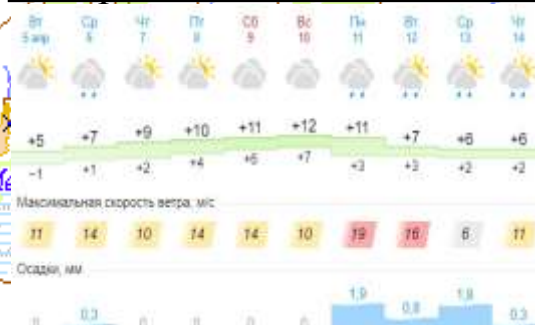 Вт Ср Чт Пт Сб Вс Пн Вт Ср Чт
5 апр 6 7 8 9 10 11 12 13 14
+5 +7 +9 +10 +11 +12 +11 +7 +6 +6
−1 +1 +2 +4 +6 +7 +3 +3 +2 +2
Максимальная скорость ветра, м/с
11 14 10 14 14 10 19 16 6 11
Осадки, мм
0 0,3 0 0 0 0 1,9 0,8 1,8 0,3